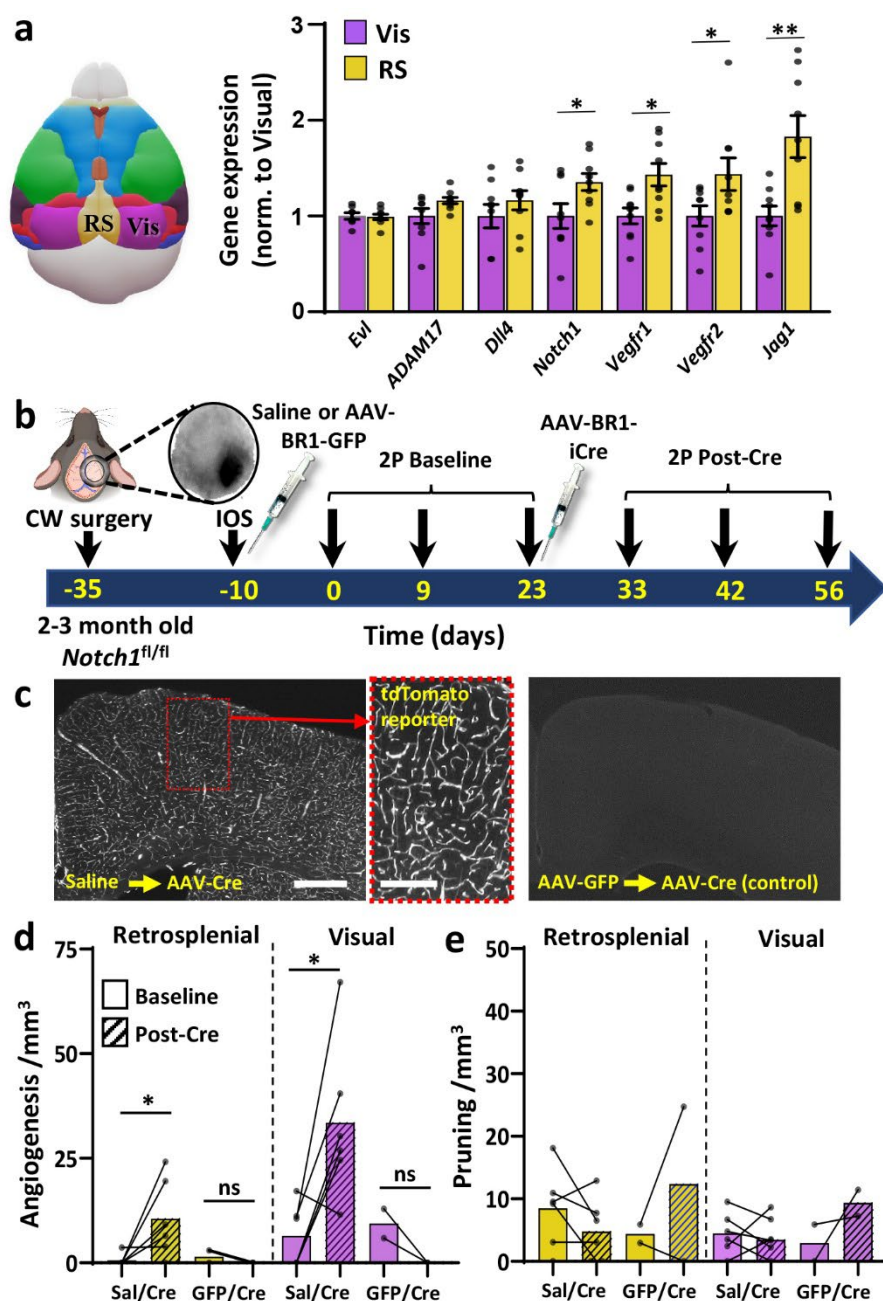 a
RS
Vis
Gene expression
(norm. to Visual)
3
2
1
0
Vis
RS
*
*
*
**
Evl
ADAM17
Dll4
Notch1
Vegfr1
Vegfr2
Jag1
b
Saline or AAV-
BR1-GFP
AAV-BR1-
iCre
2P Baseline
2P Post-Cre
CW surgery
IOS
-35
-10
0
9
23
33
42
56
2-3 month old
Notch1fl/fl
Time (days)
c
tdTomato
reporter
Saline
AAV-Cre
AAV-GFP
AAV-Cre (control)
d
Retrosplenial
Visual
Angiogenesis /mm³
75
50
25
0
Baseline
Post-Cre
*
ns
*
ns
Sal/Cre
GFP/Cre
Sal/Cre
GFP/Cre
e
Retrosplenial
Visual
Pruning /mm³
50
40
30
20
10
0
Sal/Cre
GFP/Cre
Sal/Cre
GFP/Cre